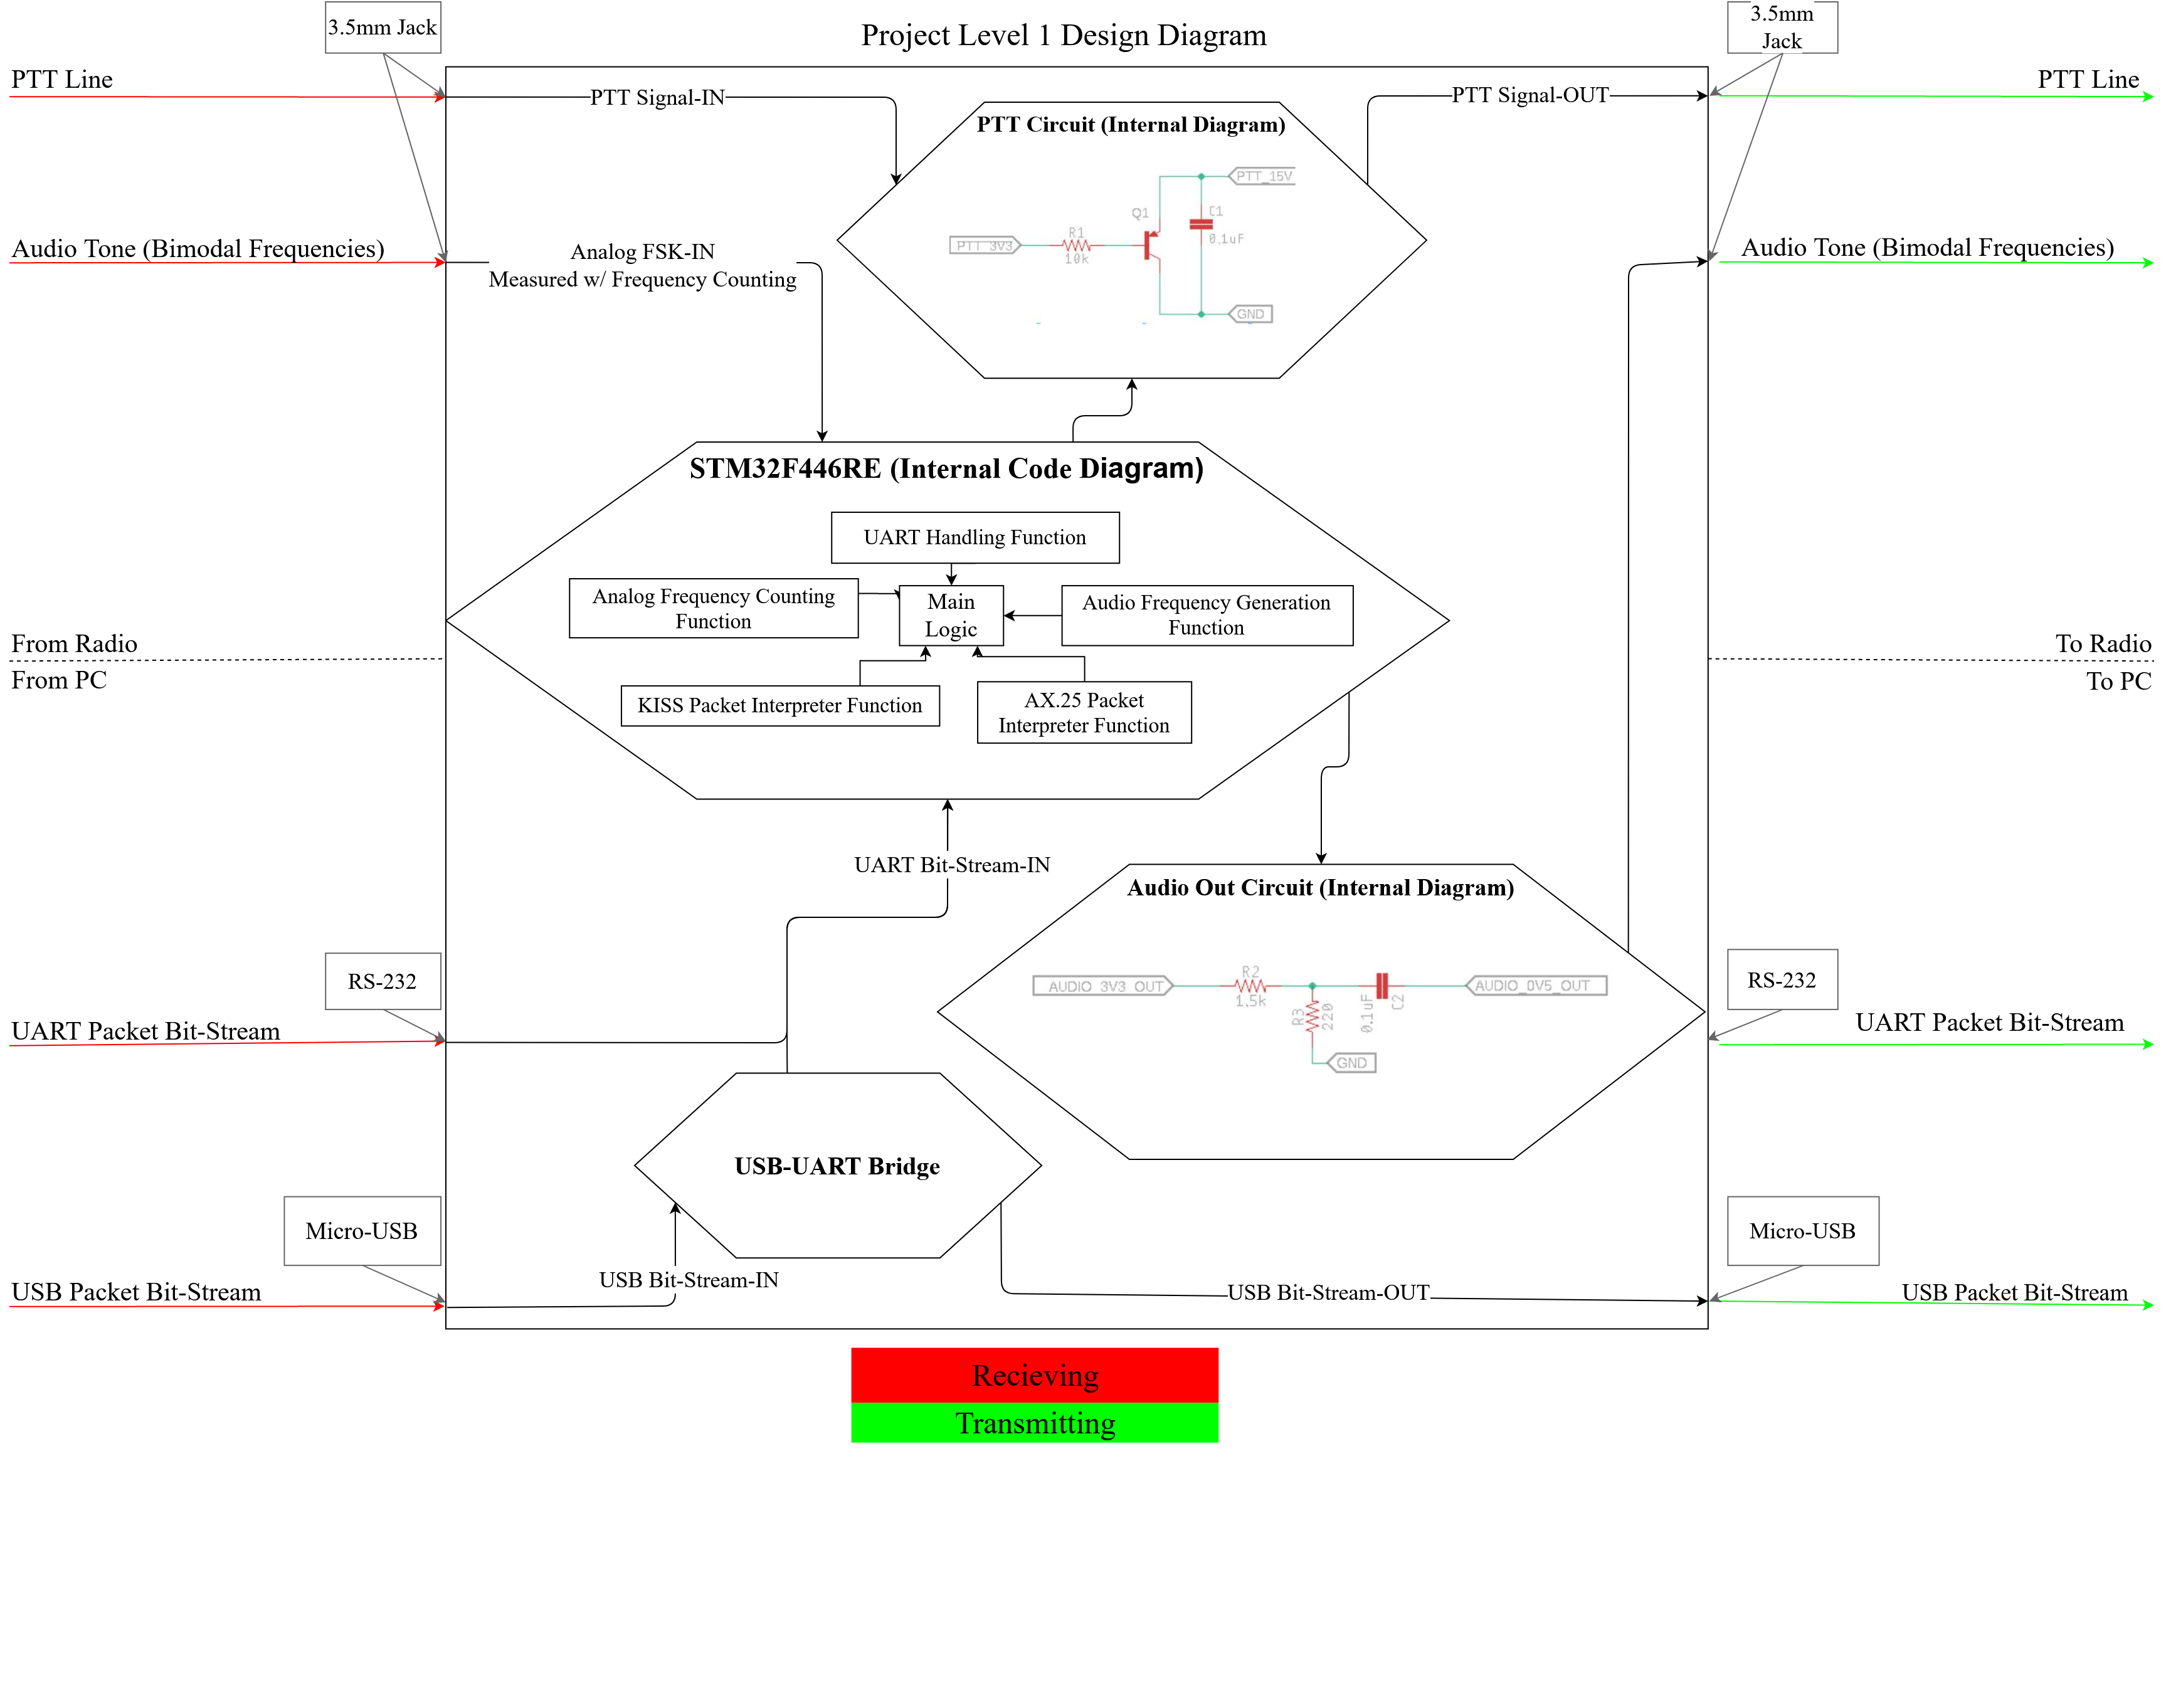 Project Level 1 Design Diagram
3.5mm Jack
3.5mm
Jack
PTT Line
PTT Signal-IN
PTT Signal-OUT
PTT Line
PTT Circuit (Internal Diagram)
PTT_15V
Q1
C1
0.1uF
PTT_3V3
R1
10k
GND
Audio Tone (Bimodal Frequencies)
Analog FSK-IN
Measured w/ Frequency Counting
Audio Tone (Bimodal Frequencies)
STM32F446RE (Internal Code Diagram)
UART Handling Function
Analog Frequency Counting
Function
Main
Logic
Audio Frequency Generation
Function
KISS Packet Interpreter Function
AX.25 Packet
Interpreter Function
From Radio
From PC
To Radio
To PC
UART Bit-Stream-IN
Audio Out Circuit (Internal Diagram)
AUDIO_3V3_OUT
R2
1.5k
R3
220
0.1uF
C2
AUDIO_0V5_OUT
GND
RS-232
RS-232
UART Packet Bit-Stream
UART Packet Bit-Stream
USB-UART Bridge
Micro-USB
Micro-USB
USB Packet Bit-Stream
USB Bit-Stream-IN
USB Bit-Stream-OUT
USB Packet Bit-Stream
Recieving
Transmitting